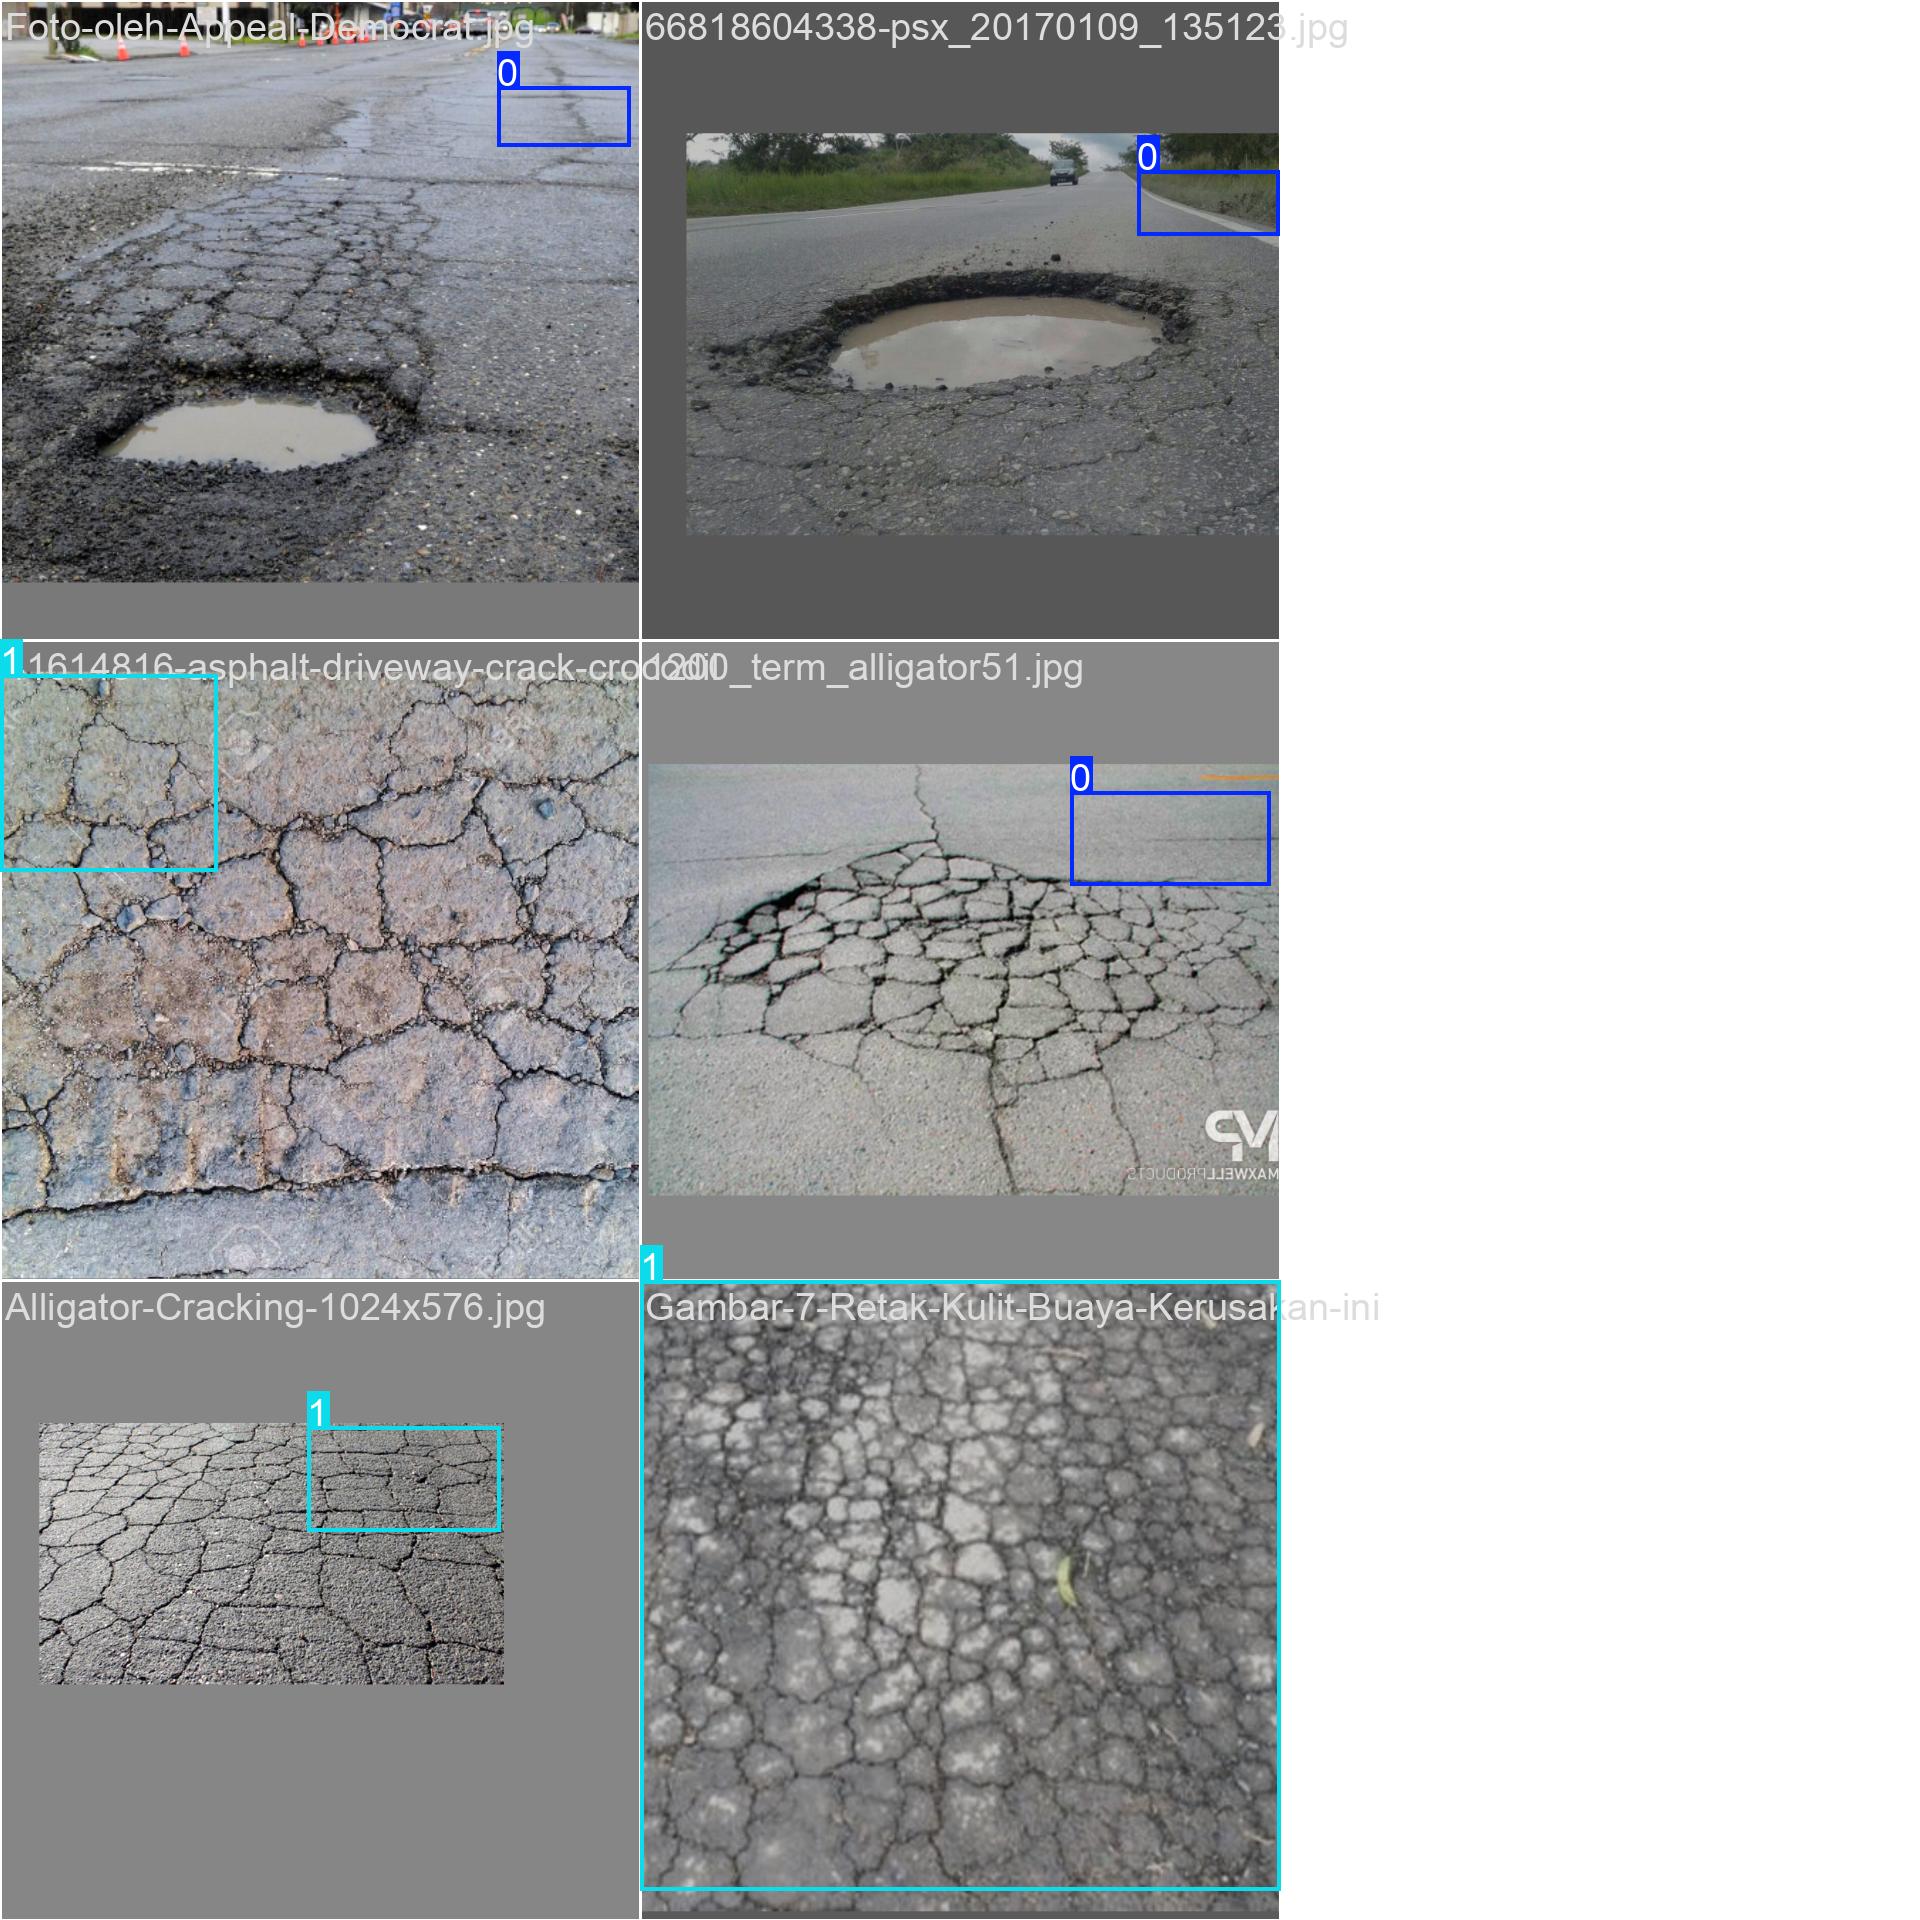 Foto-oleh-Appeal-Democrat.jpg
0
66818604338-psx_20170109_135123.jpg
0
1
1614816-asphalt-driveway-crack-crocodil
1200_term_alligator51.jpg
0
MAXWELLPRODUCTS
Alligator-Cracking-1024x576.jpg
1
1
Gambar-7-Retak-Kulit-Buaya-Kerusakan-ini